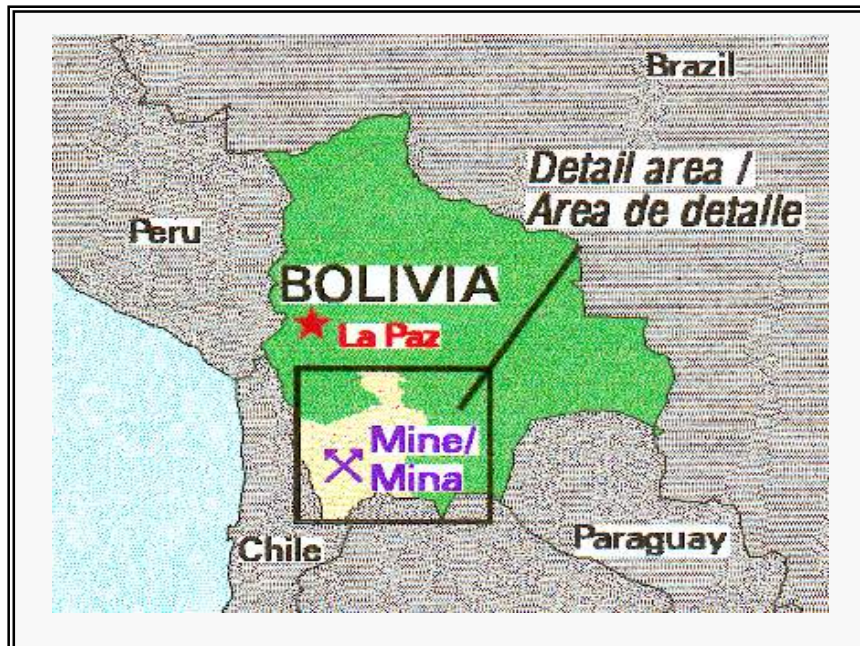 Brazil
Detail area /
Area de detalle
Peru
BOLIVIA
La Paz
Mine/
Mina
Chile
Paraguay